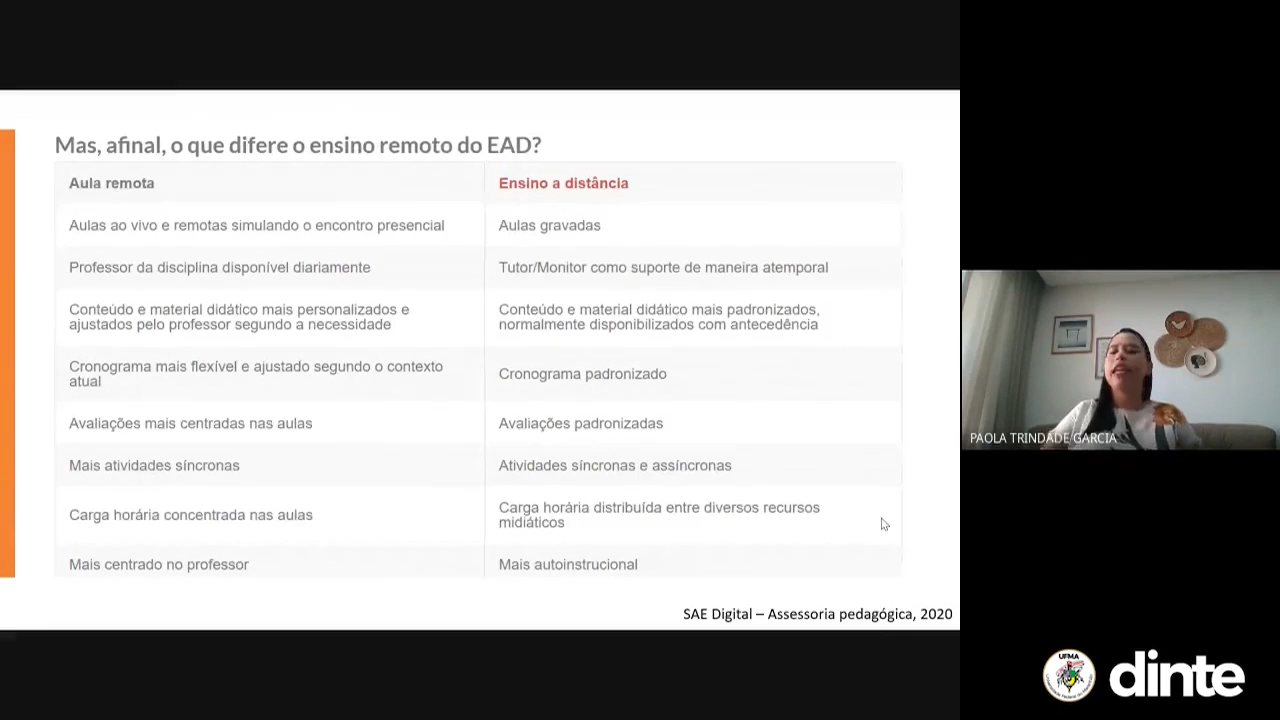 Mas, afinal, o que difere o ensino remoto do EAD?
Aula remota
Ensino a distância
Aulas ao vivo e remotas simulando o encontro presencial
Aulas gravadas
Professor da disciplina disponível diariamente
Tutor/Monitor como suporte de maneira atemporal
Conteúdo e material didático mais personalizados e
ajustados pelo professor segundo a necessidade
Conteúdo e material didático mais padronizados,
normalmente disponibilizados com antecedência
Cronograma mais flexível e ajustado segundo o contexto
atual
Cronograma padronizado
Avaliações mais centradas nas aulas
Avaliações padronizadas
Mais atividades síncronas
Atividades síncronas e assíncronas
Carga horária concentrada nas aulas
Carga horária distribuída entre diversos recursos
midiáticos
Mais centrado no professor
Mais autoinstrucional
SAE Digital – Assessoria pedagógica, 2020
PAOLA TRINDADE GARCIA
UFMA
dinte